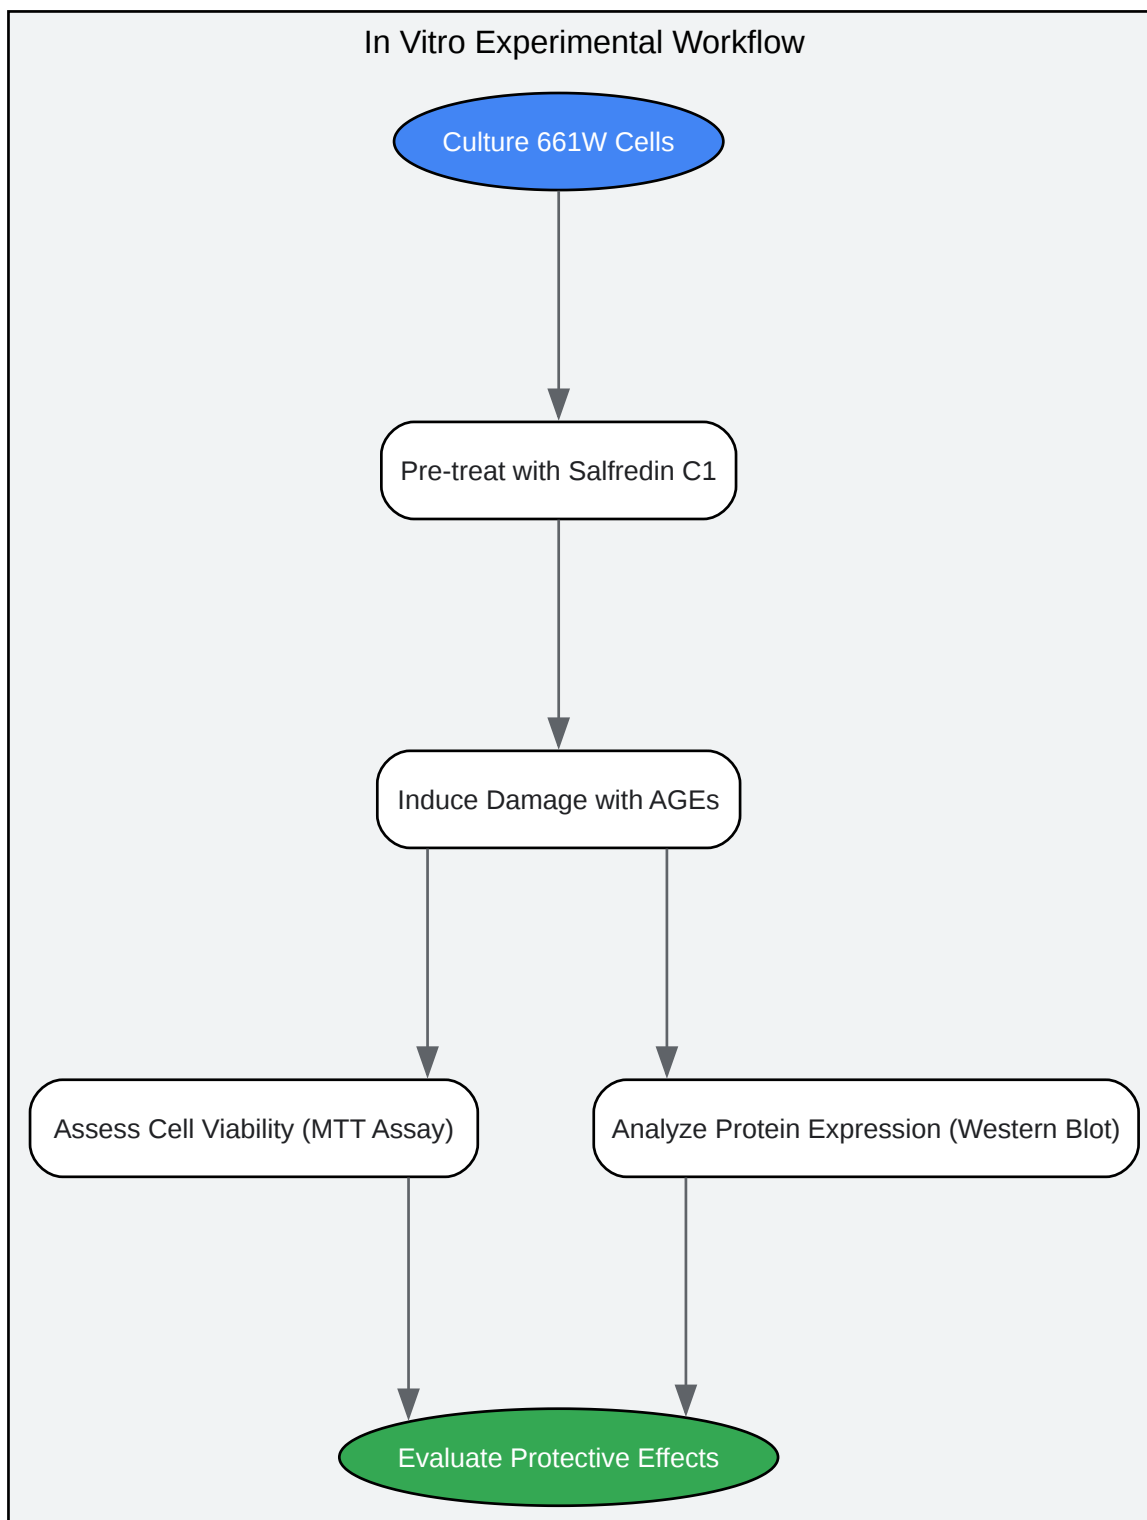 In Vitro Experimental Workflow
Culture 661W Cells
Pre-treat with Salfredin C1
Induce Damage with AGEs
Assess Cell Viability (MTT Assay)
Analyze Protein Expression (Western Blot)
Evaluate Protective Effects